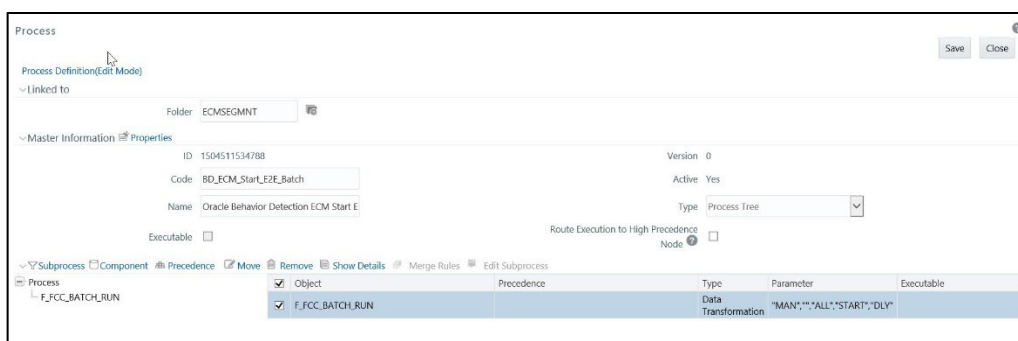 Process
Save Close
Process Definition(Edit Mode)
Linked to
Folder ECMSEGMNT
Master Information Properties
ID 1504511534788 Version 0
Code BD_ECM_Start_E2E_Batch Active Yes
Name Oracle Behavior Detection ECM Start E Type Process Tree
Executable Route Execution to High Precedence
Node ?
Subprocess Component Precedence Move Remove Show Details Merge Rules Edit Subprocess
Process Object Precedence Type Parameter Executable
F_FCC_BATCH_RUN F_FCC_BATCH_RUN Data
Transformation "MAN","","ALL","START","DLY"